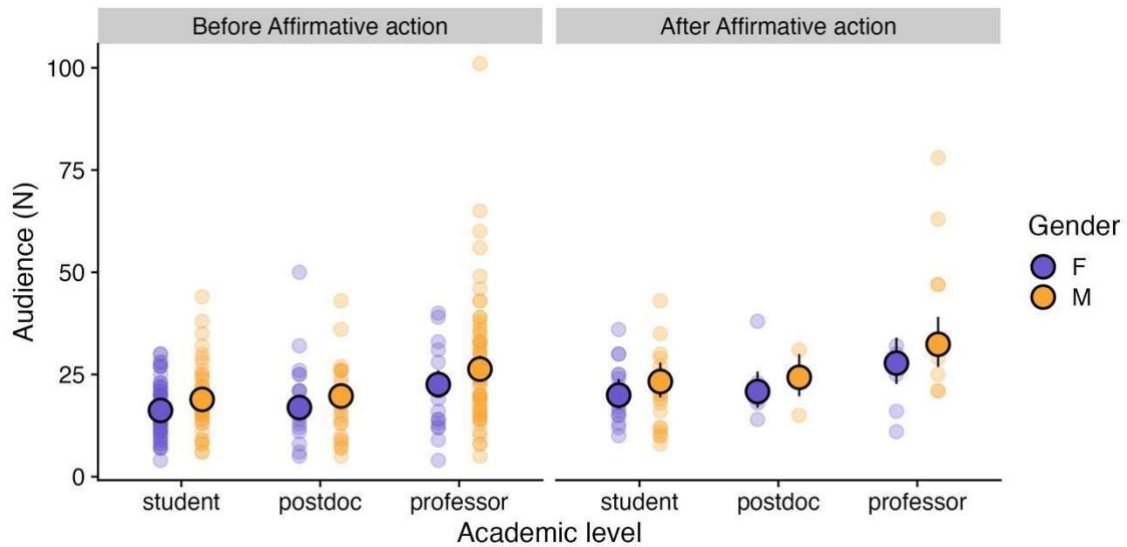 Before Affirmative action
After Affirmative action
Audience (N)
100
75
50
25
0
student
postdoc
professor
student
postdoc
professor
Academic level
Gender
F
M